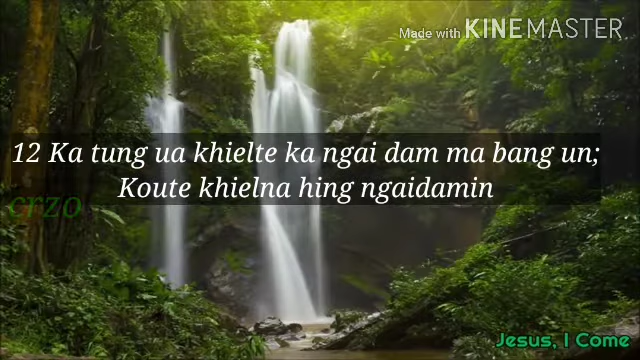 Made with KINEMASTER
12 Ka tung ua khielte ka ngai dam ma bang un;
Koute khielna hing ngaidamin
crzo
Jesus, I Come